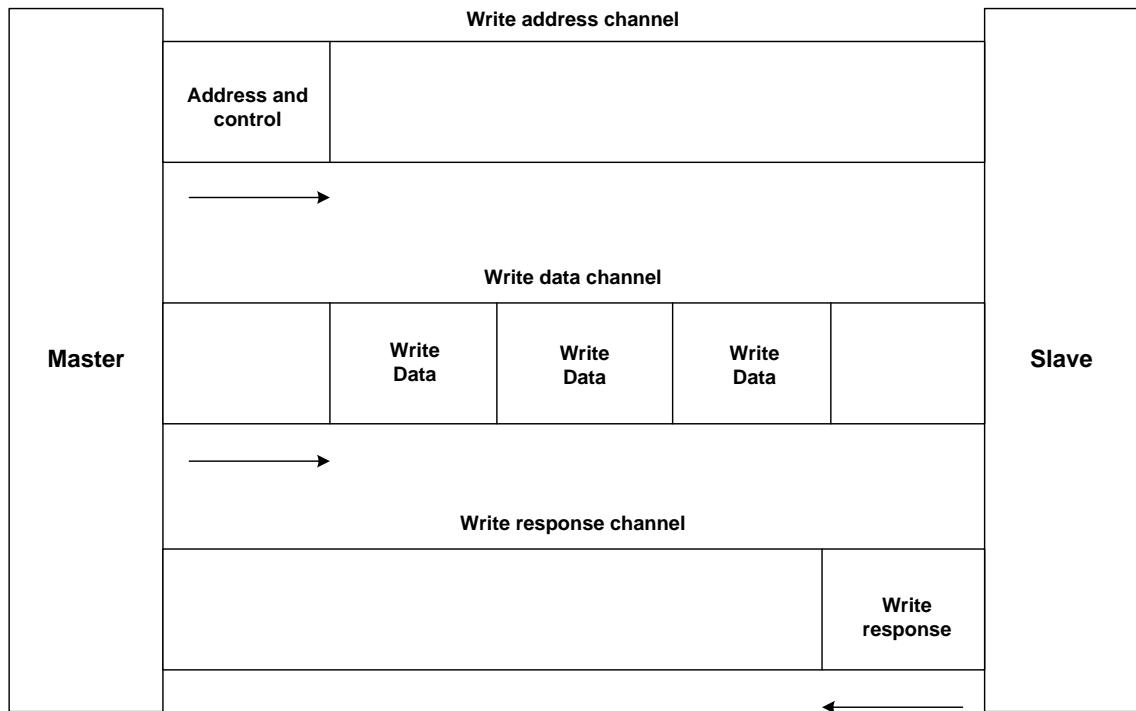 Write address channel
Address and
control
Write data channel
Master
Write
Data
Write
Data
Write
Data
Slave
Write response channel
Write
response